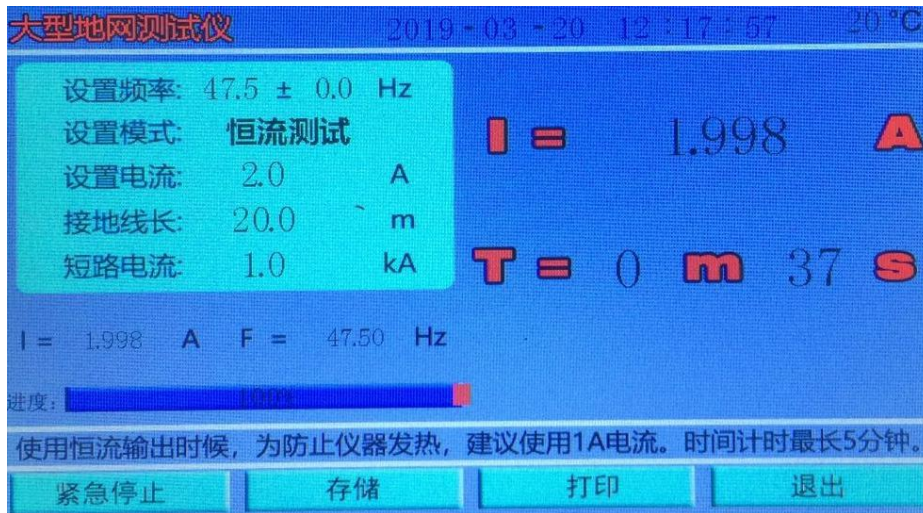 大型地网测试仪 2019-03-20 12:17:57 20℃
设置频率: 47.5 ± 0.0 Hz
设置模式: 恒流测试
设置电流: 2.0 A
接地线长: 20.0 m
短路电流: 1.0 kA
I = 1.998 A
T = 0 m 37 s
I = 1.998 A F = 47.50 Hz
进度: 100%
使用恒流输出时候，为防止仪器发热，建议使用1A电流。时间计时最长5分钟。
紧急停止 存储 打印 退出